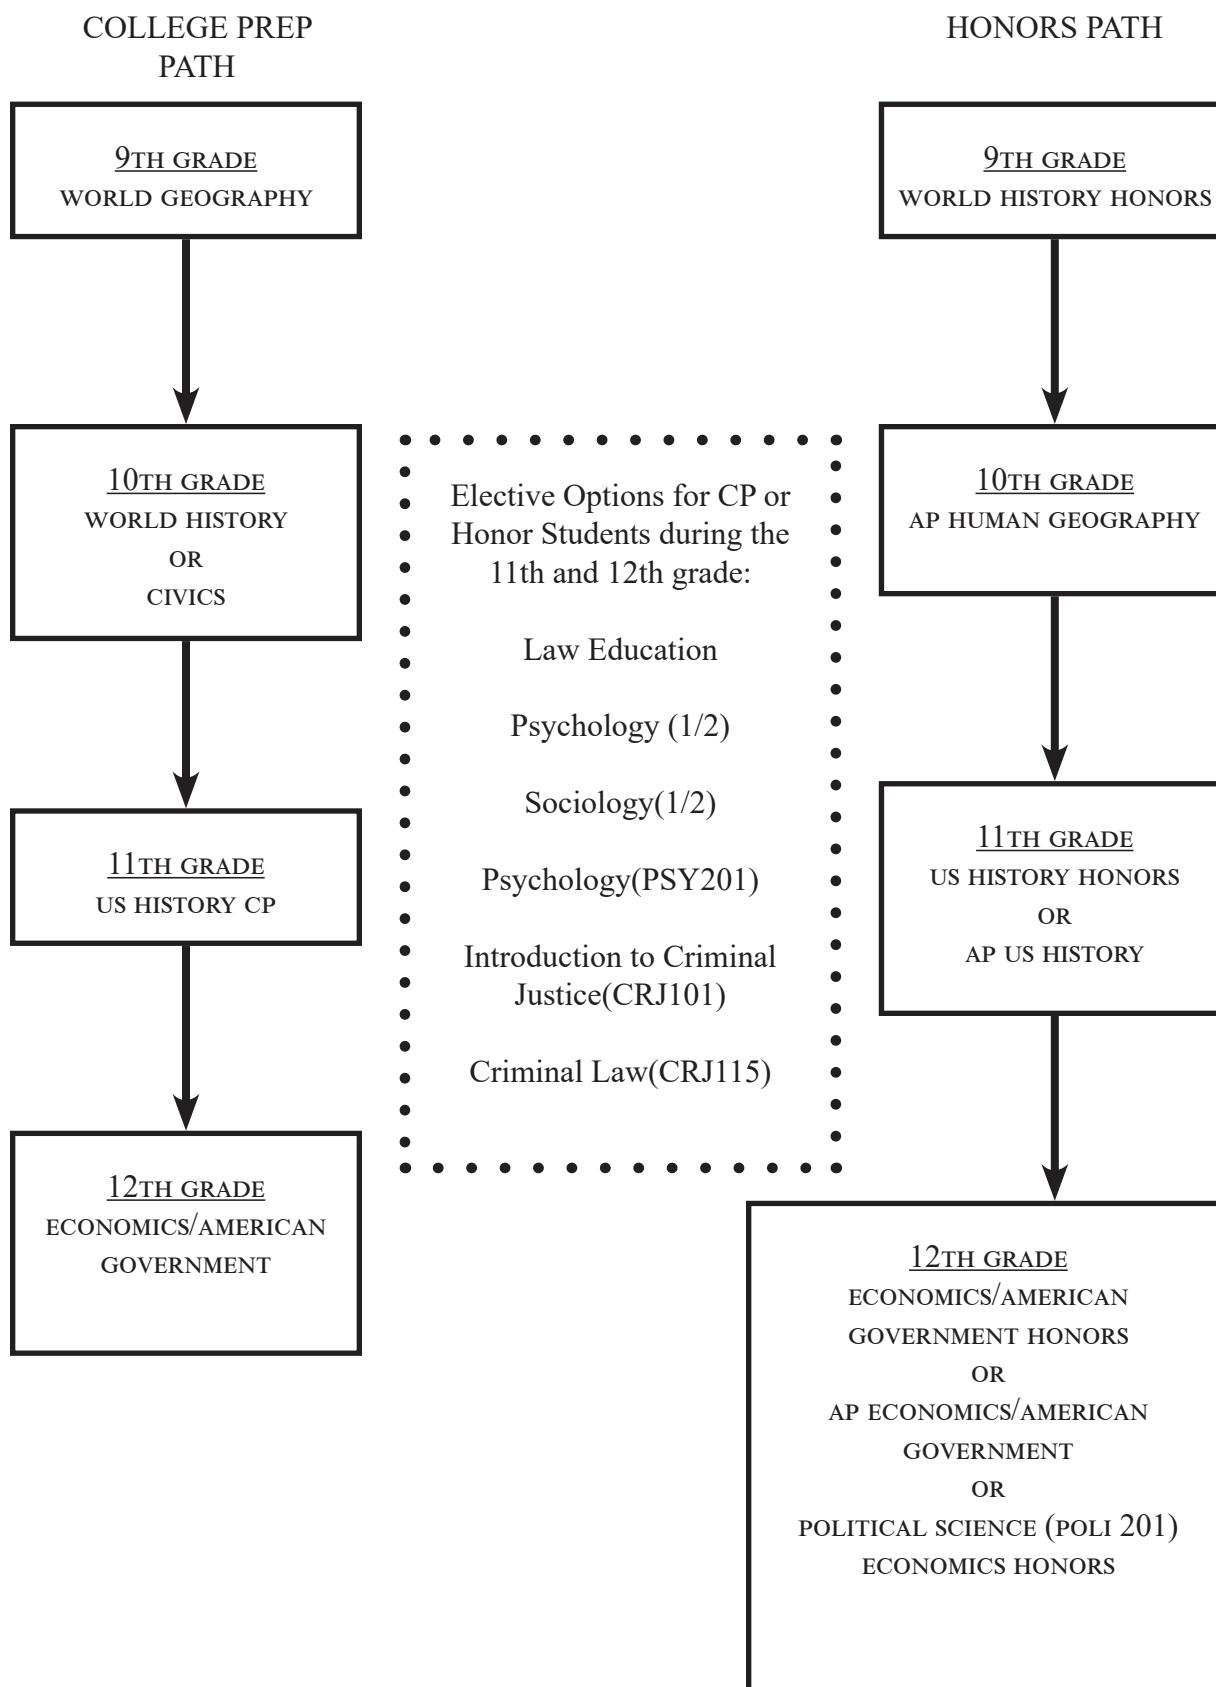 COLLEGE PREP
PATH
9TH GRADE
WORLD GEOGRAPHY
10TH GRADE
WORLD HISTORY
OR
CIVICS
11TH GRADE
US HISTORY CP
12TH GRADE
ECONOMICS/AMERICAN
GOVERNMENT
Elective Options for CP or
Honor Students during the
11th and 12th grade:
Law Education
Psychology (1/2)
Sociology(1/2)
Psychology(PSY201)
Introduction to Criminal
Justice(CRJ101)
Criminal Law(CRJ115)
HONORS PATH
9TH GRADE
WORLD HISTORY HONORS
10TH GRADE
AP HUMAN GEOGRAPHY
11TH GRADE
US HISTORY HONORS
OR
AP US HISTORY
12TH GRADE
ECONOMICS/AMERICAN
GOVERNMENT HONORS
OR
AP ECONOMICS/AMERICAN
GOVERNMENT
OR
POLITICAL SCIENCE (POLI 201)
ECONOMICS HONORS